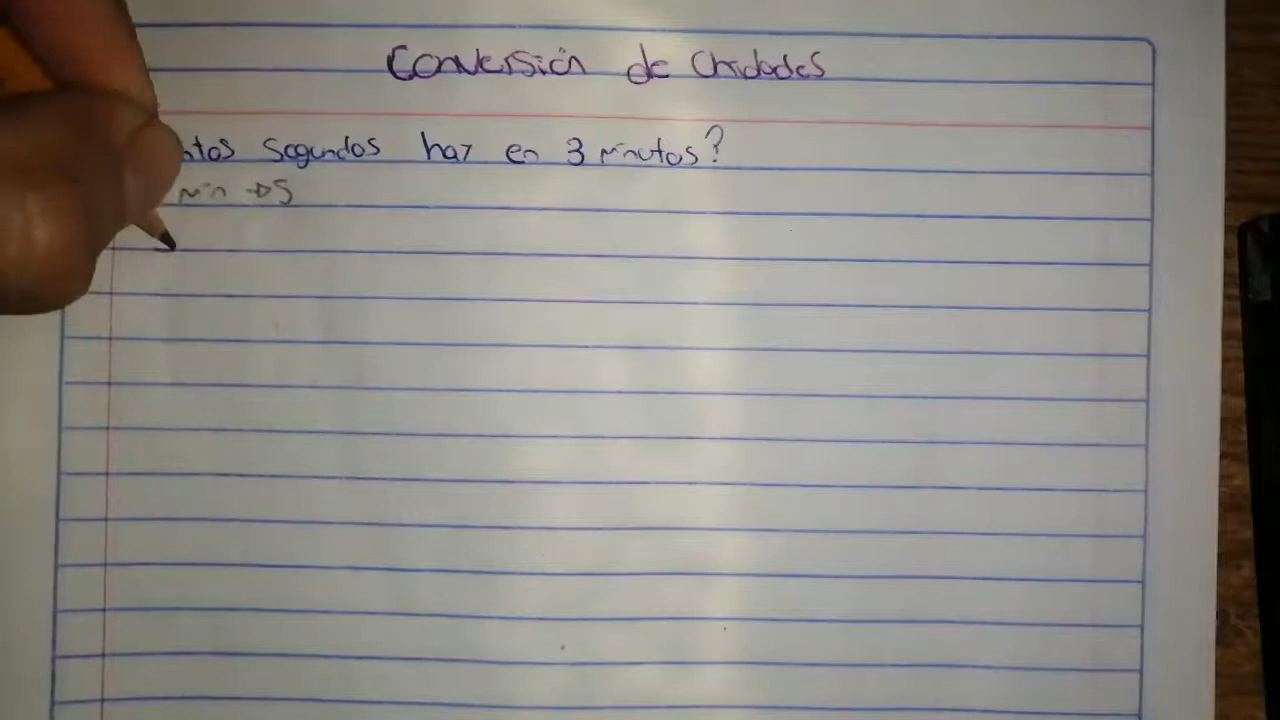 Conversión de Unidades
ntos segundos hay en 3 minutos?
min → s